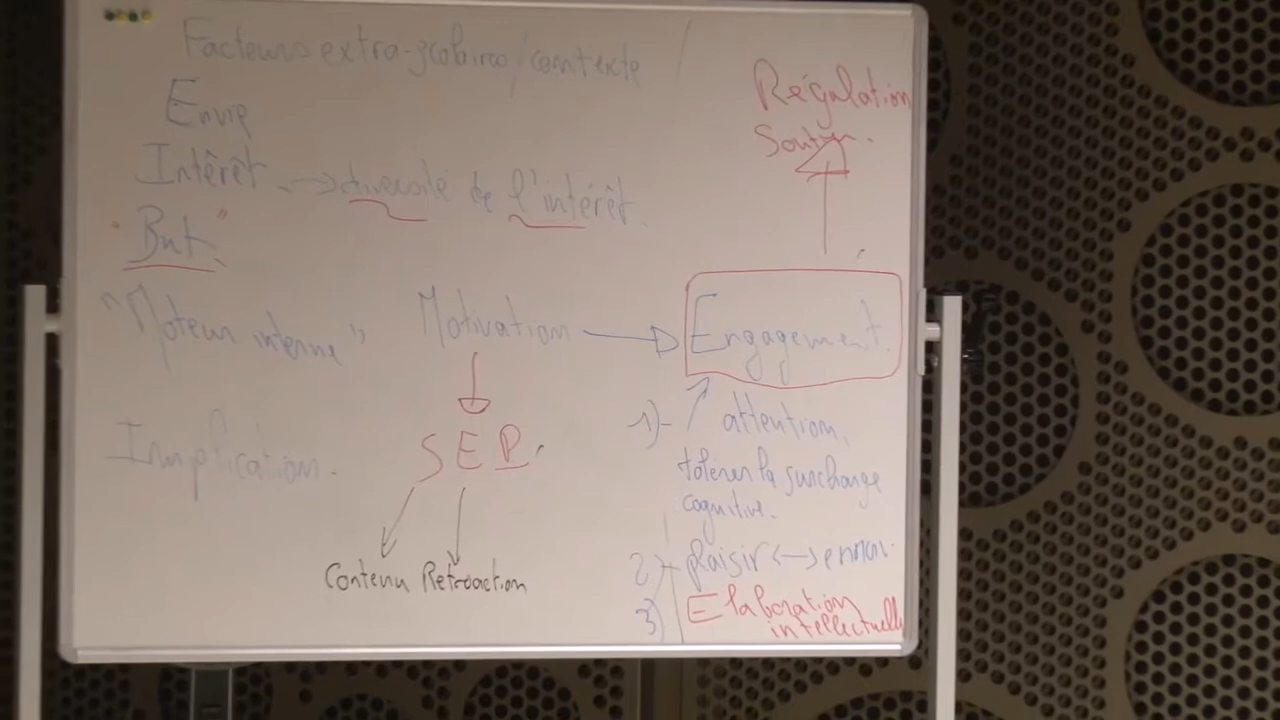 Facteurs extra-scolaires/contexte
Envie
Intérêt → diversité de l'intérêt.
"But"
"Moteur interne"
Motivation → Engagement.
Implication.
SEP.
Contenu Rétroaction
Régulation
Soutien.
1)- attention,
tolérer la surcharge
cognitive.
2) plaisir <-> ennui.
3) Elaboration
intellectuelle